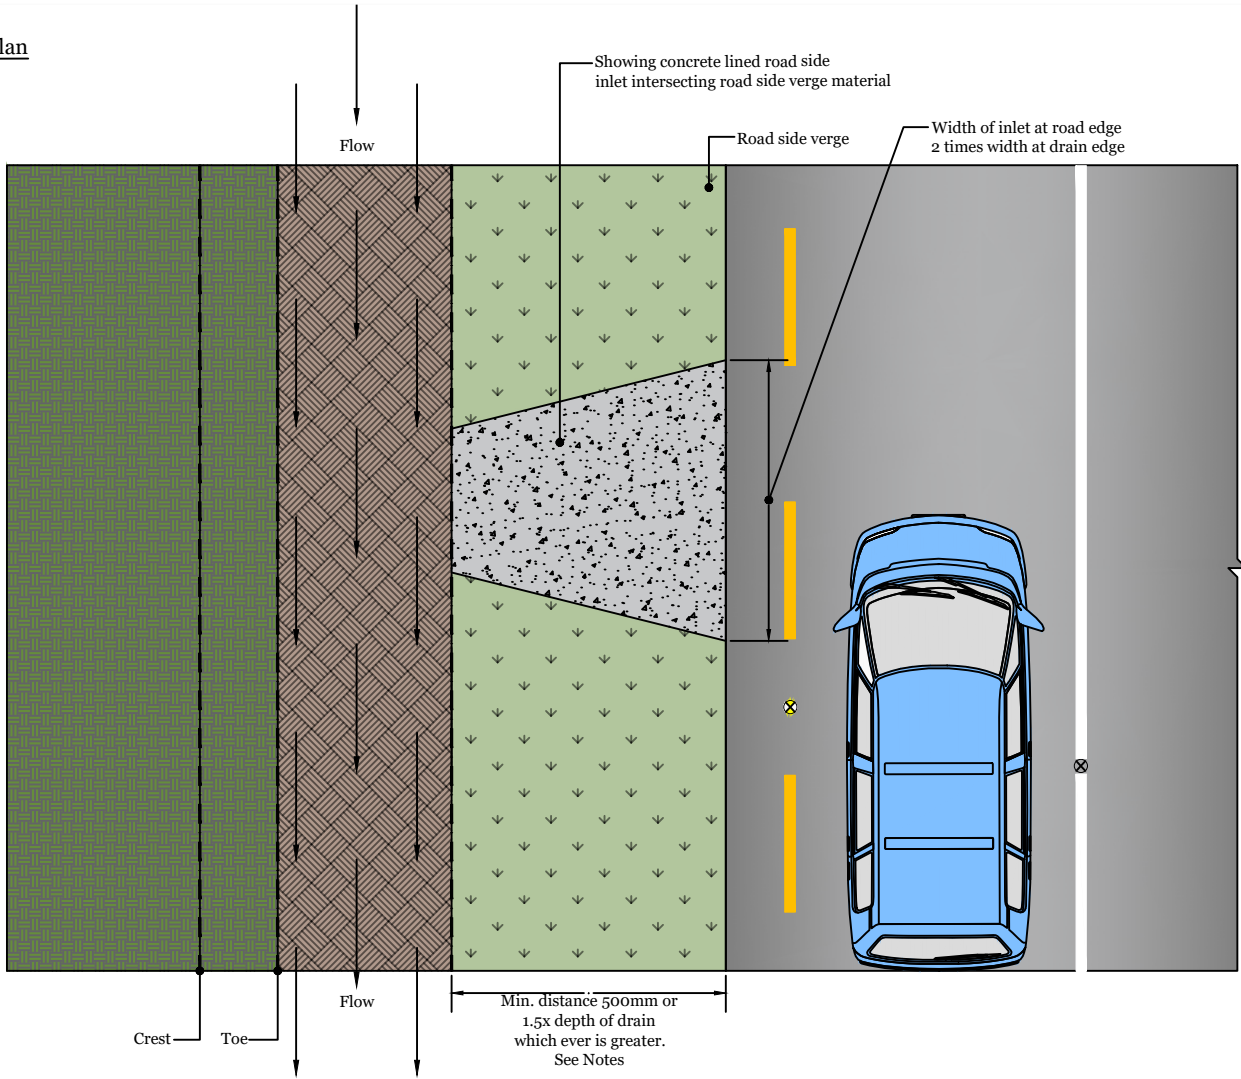 lan
Showing concrete lined road side
inlet intersecting road side verge material
Width of inlet at road edge
2 times width at drain edge
Road side verge
Flow
Flow
Min. distance 500mm or
1.5x depth of drain
which ever is greater.
See Notes
Crest
Toe